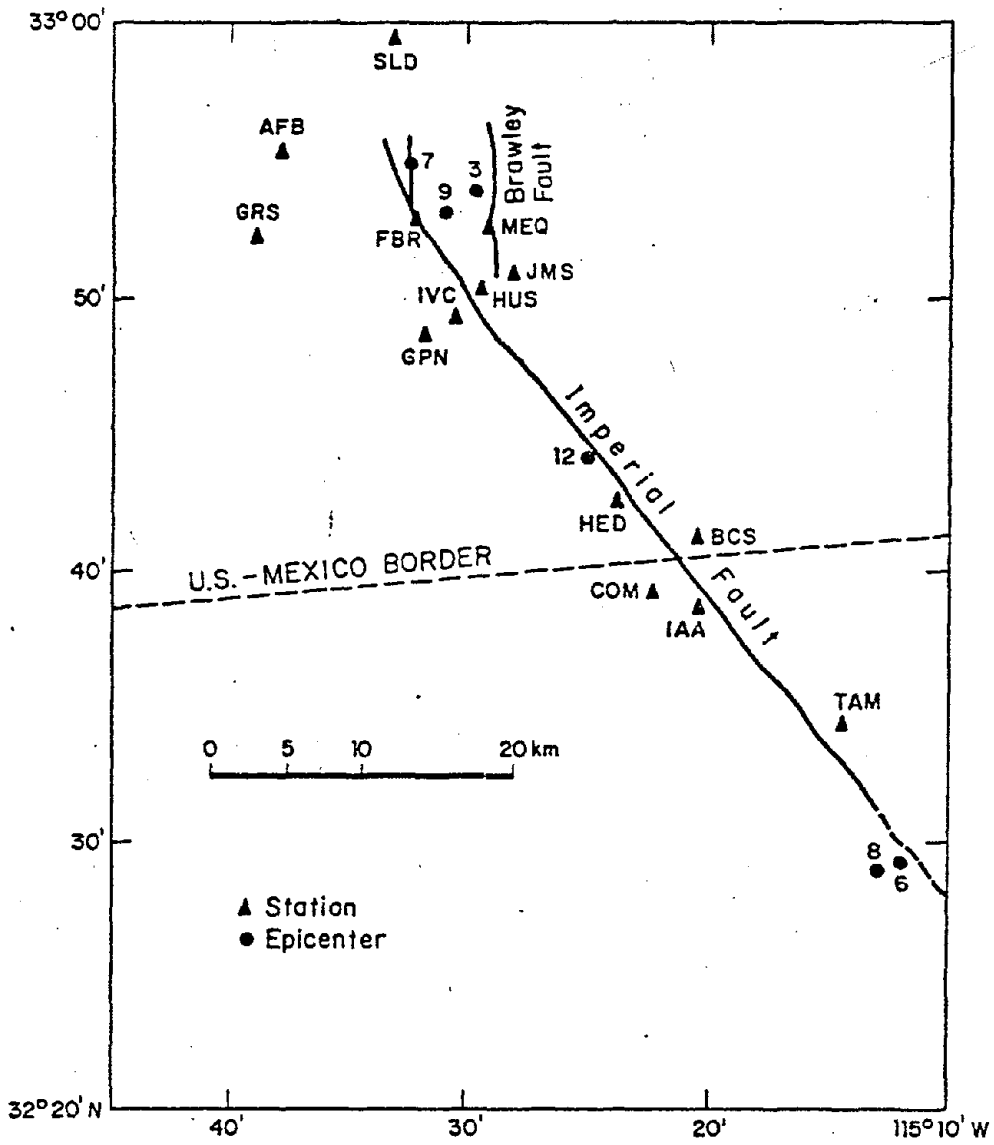 33°00'
SLD
AFB
7
3
9
Brawley
Fault
GRS
FBR
MEQ
JMS
HUS
IVC
50'
GPN
Imperial
12
HED
BCS
40'
U.S.-MEXICO BORDER
COM
IAA
Fault
TAM
0 5 10 20 km
30'
8
6
▲ Station
● Epicenter
32°20'N
40' 30' 20' 115°10'W